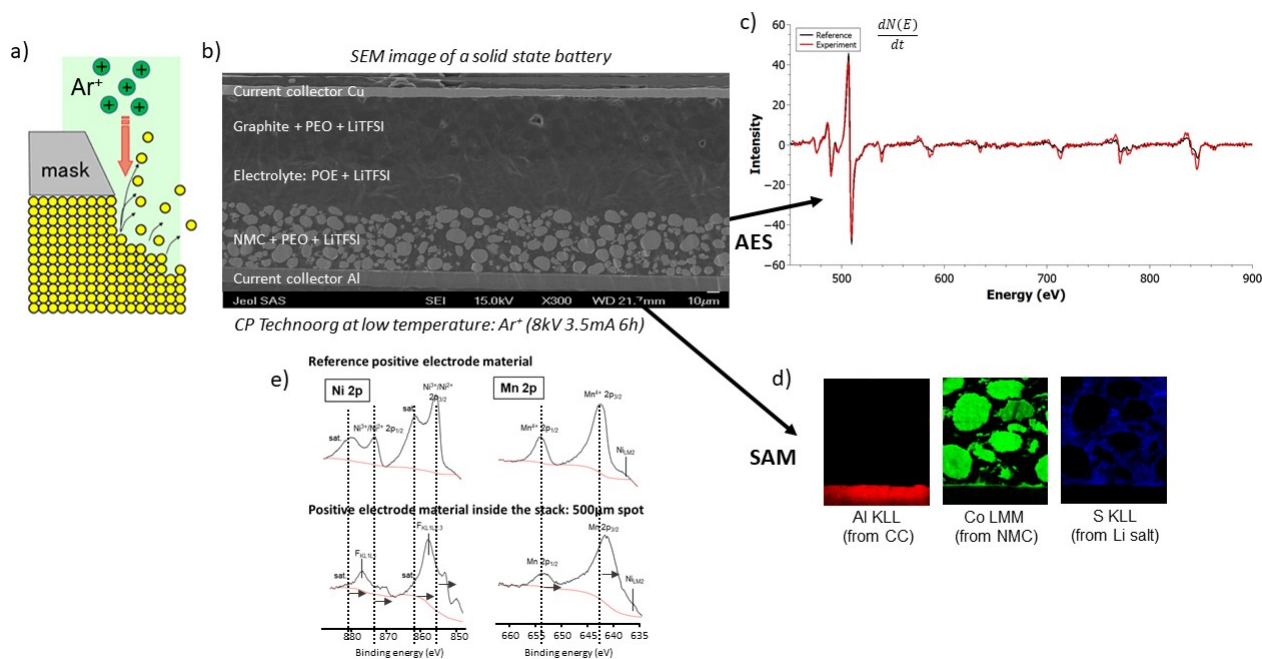 a)
Ar+
mask
b)
SEM image of a solid state battery
Current collector Cu
Graphite + PEO + LiTFSI
Electrolyte: POE + LiTFSI
NMC + PEO + LiTFSI
Current collector Al
Jeol SAS SEI 15.0kV X300 WD 21.7mm 10µm
CP Technoorg at low temperature: Ar⁺ (8kV 3.5mA 6h)
AES
SAM
c)
dN(E)
dt
Reference
Experiment
Intensity
60
40
20
0
−20
−40
−60
500 600 700 800 900
Energy (eV)
d)
Al KLL
(from CC)
Co LMM
(from NMC)
S KLL
(from Li salt)
e)
Reference positive electrode material
Ni 2p
Ni³⁺/Ni²⁺
2p3/2
sat.
sat.
Ni³⁺/Ni²⁺ 2p1/2
Mn 2p
Mn⁴⁺ 2p3/2
Mn⁴⁺ 2p1/2
NiLM2
Positive electrode material inside the stack: 500µm spot
FKL1L
sat.
sat.
Mn 2p3/2
Mn 2p1/2
NiLM2
880 870 860 850
Binding energy (eV)
660 655 650 645 640 635
Binding energy (eV)